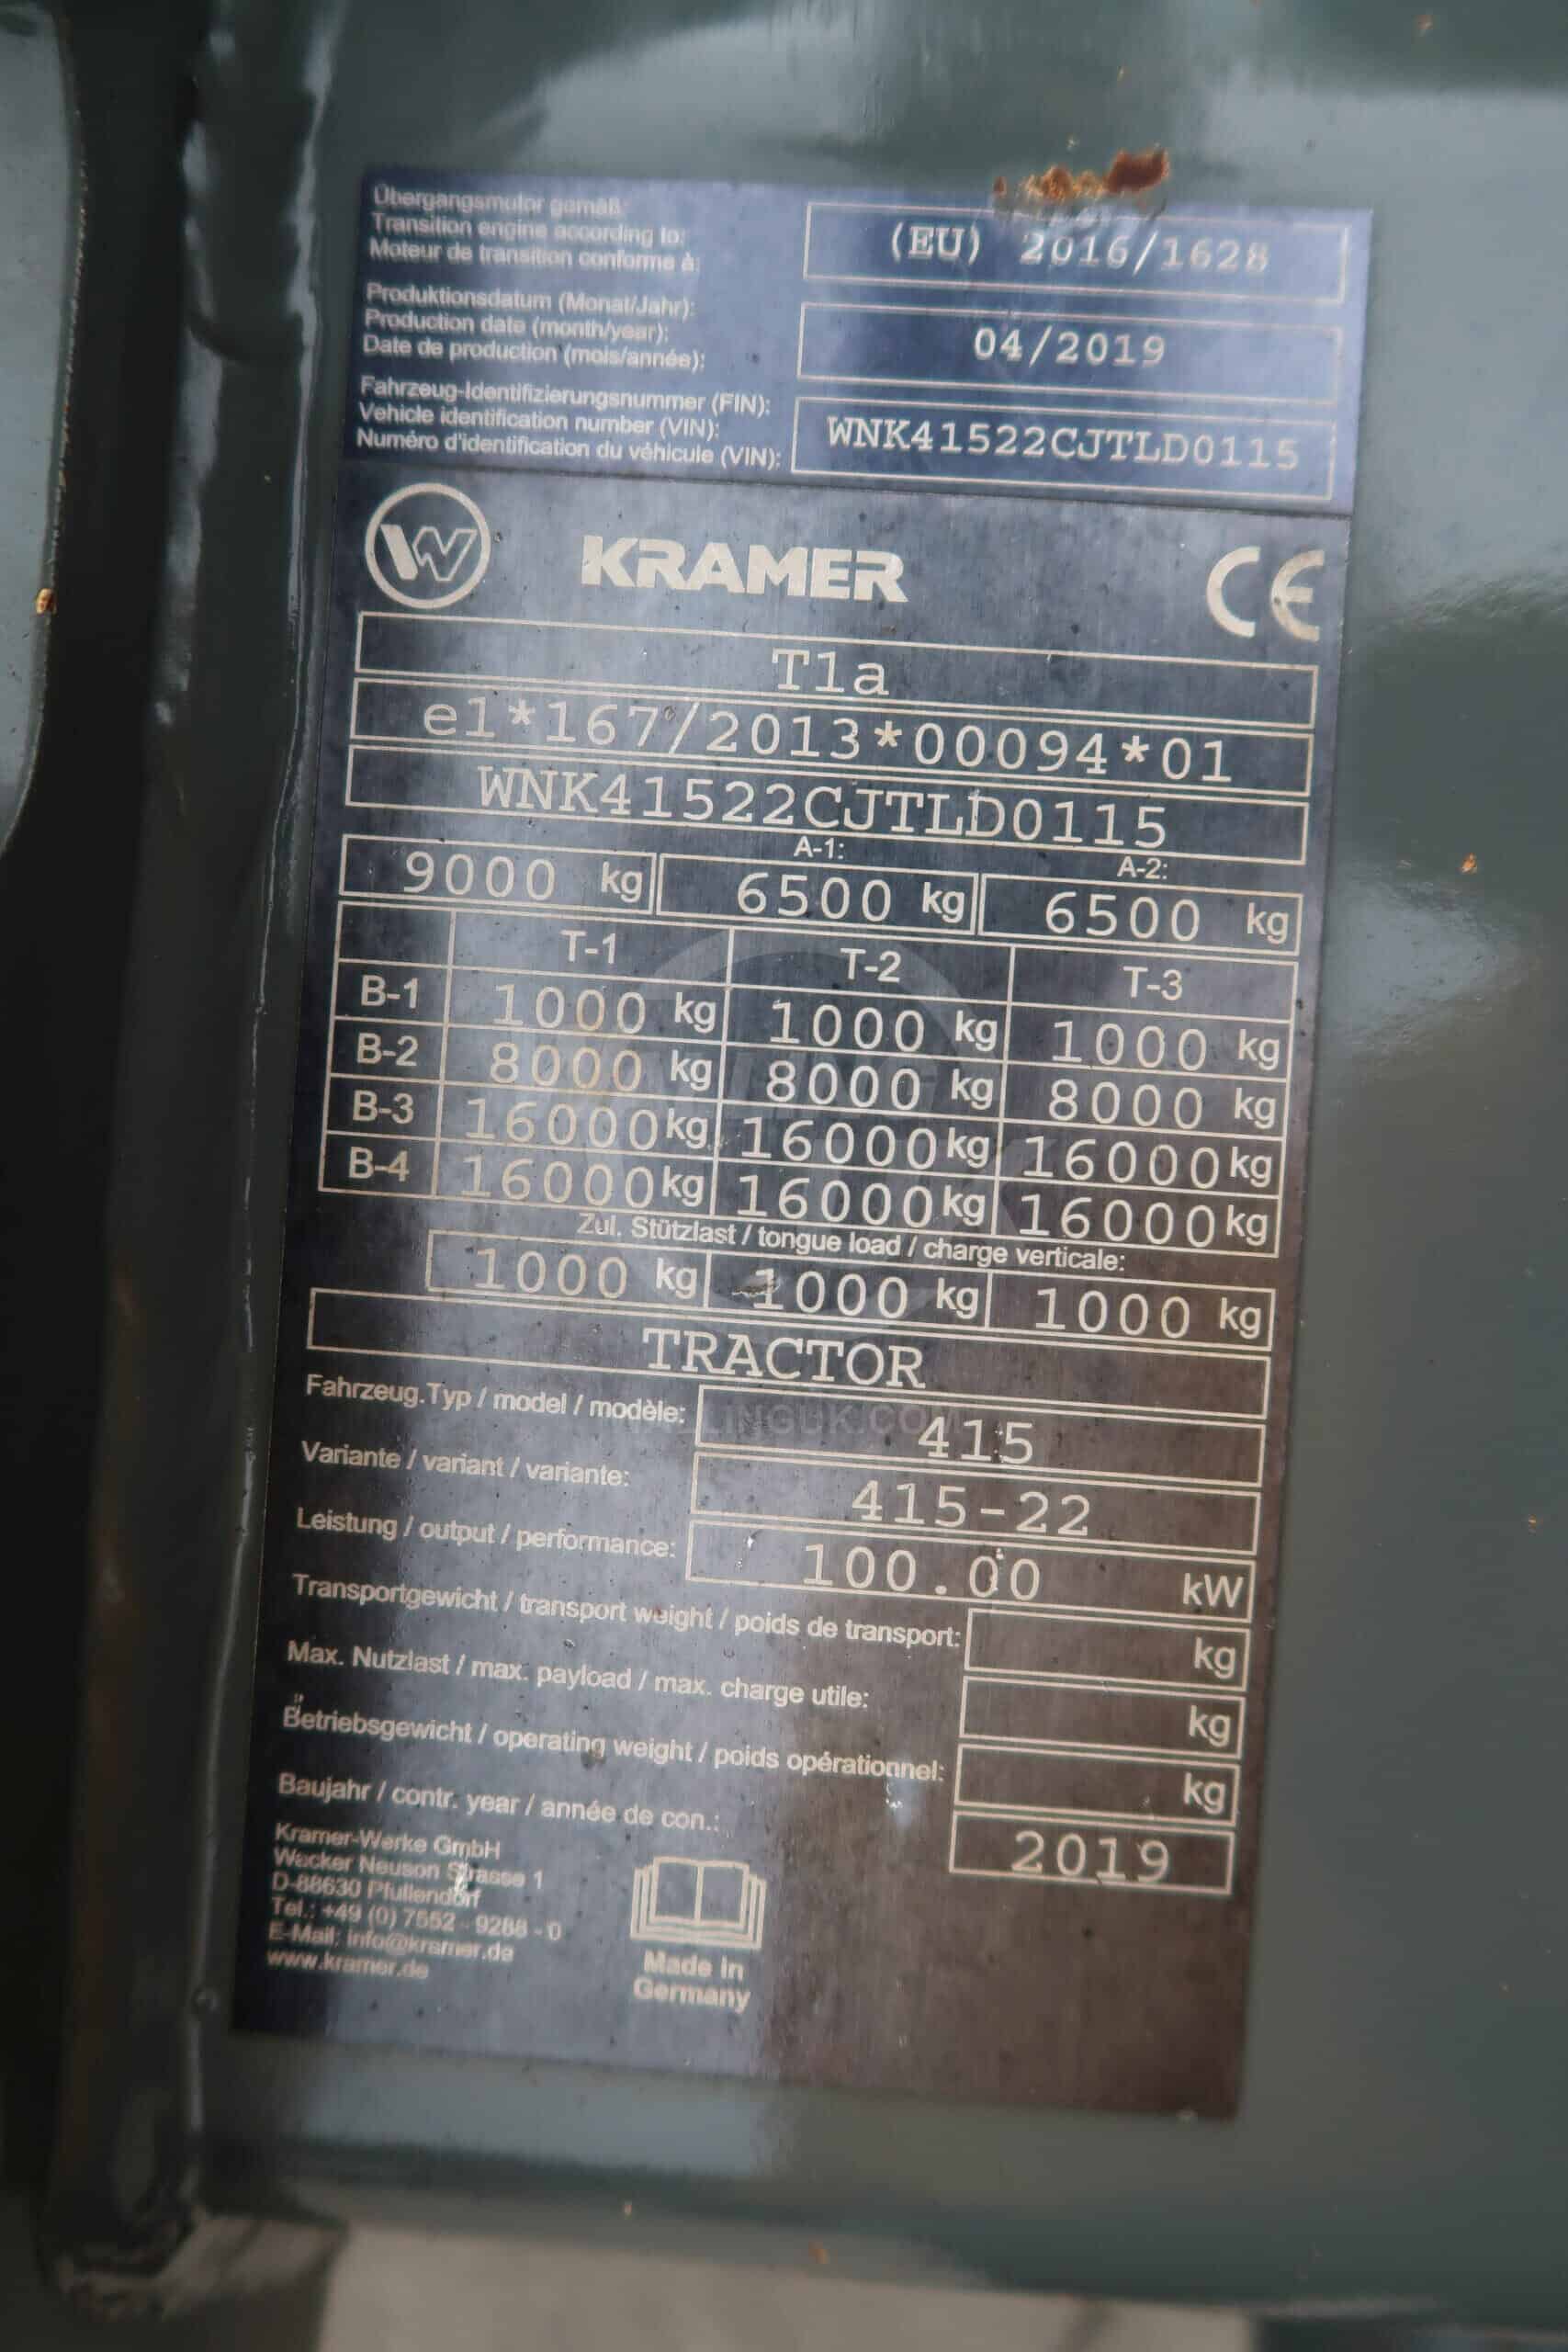 Übergangsmotor gemäß:
Transition engine according to:
Moteur de transition conforme à:
(EU) 2016/1628
Produktionsdatum (Monat/Jahr):
Production date (month/year):
Date de production (mois/année):
04/2019
Fahrzeug-Identifizierungsnummer (FIN):
Vehicle identification number (VIN):
Numéro d'identification du véhicule (VIN):
WNK41522CJTLD0115
W KRAMER CE
T1a
e1*167/2013*00094*01
WNK41522CJTLD0115
A-1: A-2:
9000 kg 6500 kg 6500 kg
T-1 T-2 T-3
B-1 1000 kg 1000 kg 1000 kg
B-2 8000 kg 8000 kg 8000 kg
B-3 16000 kg 16000 kg 16000 kg
B-4 16000 kg 16000 kg 16000 kg
Zul. Stützlast / tongue load / charge verticale:
1000 kg 1000 kg 1000 kg
TRACTOR
Fahrzeug.Typ / model / modèle: 415
Variante / variant / variante: 415-22
Leistung / output / performance: 100.00 kW
Transportgewicht / transport weight / poids de transport: kg
Max. Nutzlast / max. payload / max. charge utile: kg
Betriebsgewicht / operating weight / poids opérationnel: kg
Baujahr / contr. year / année de con.: 2019
Kramer-Werke GmbH
Wacker Neuson Strasse 1
D-88630 Pfullendorf
Tel.: +49 (0) 7552 - 9288 - 0
E-Mail: info@kramer.de
www.kramer.de
Made in
Germany